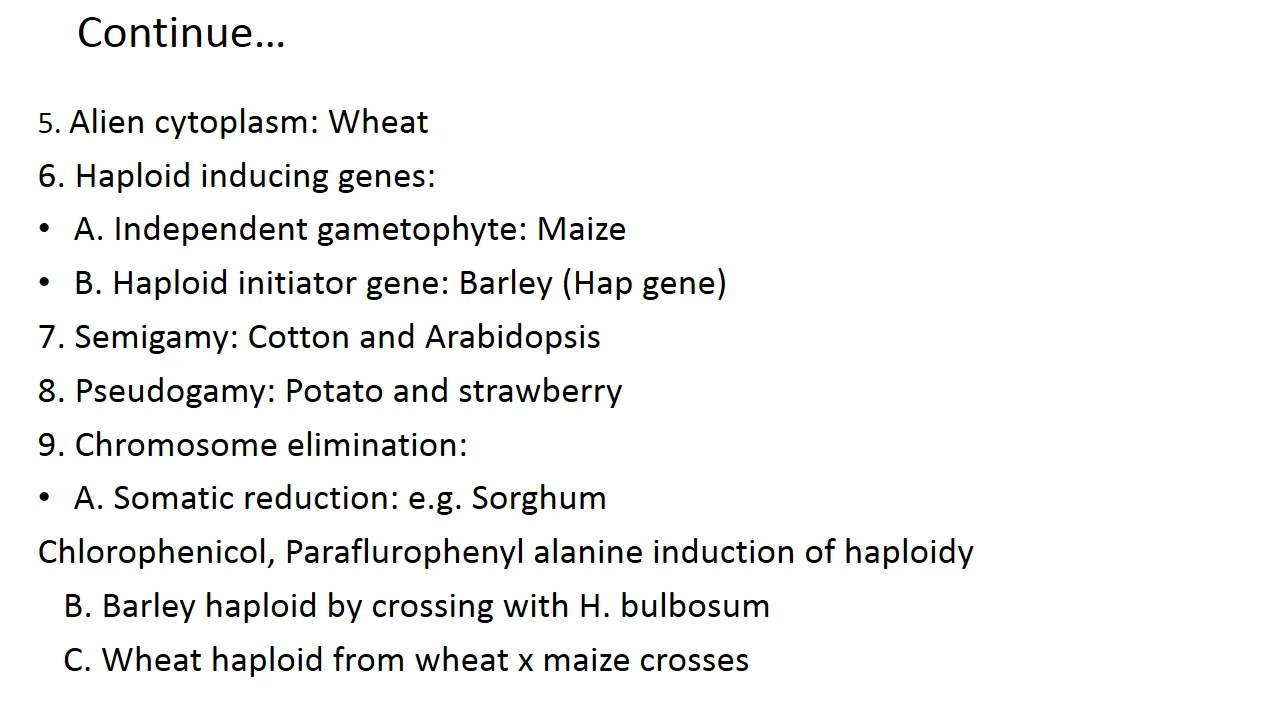 Continue…
5. Alien cytoplasm: Wheat
6. Haploid inducing genes:
• A. Independent gametophyte: Maize
• B. Haploid initiator gene: Barley (Hap gene)
7. Semigamy: Cotton and Arabidopsis
8. Pseudogamy: Potato and strawberry
9. Chromosome elimination:
• A. Somatic reduction: e.g. Sorghum
Chlorophenicol, Paraflurophenyl alanine induction of haploidy
B. Barley haploid by crossing with H. bulbosum
C. Wheat haploid from wheat x maize crosses